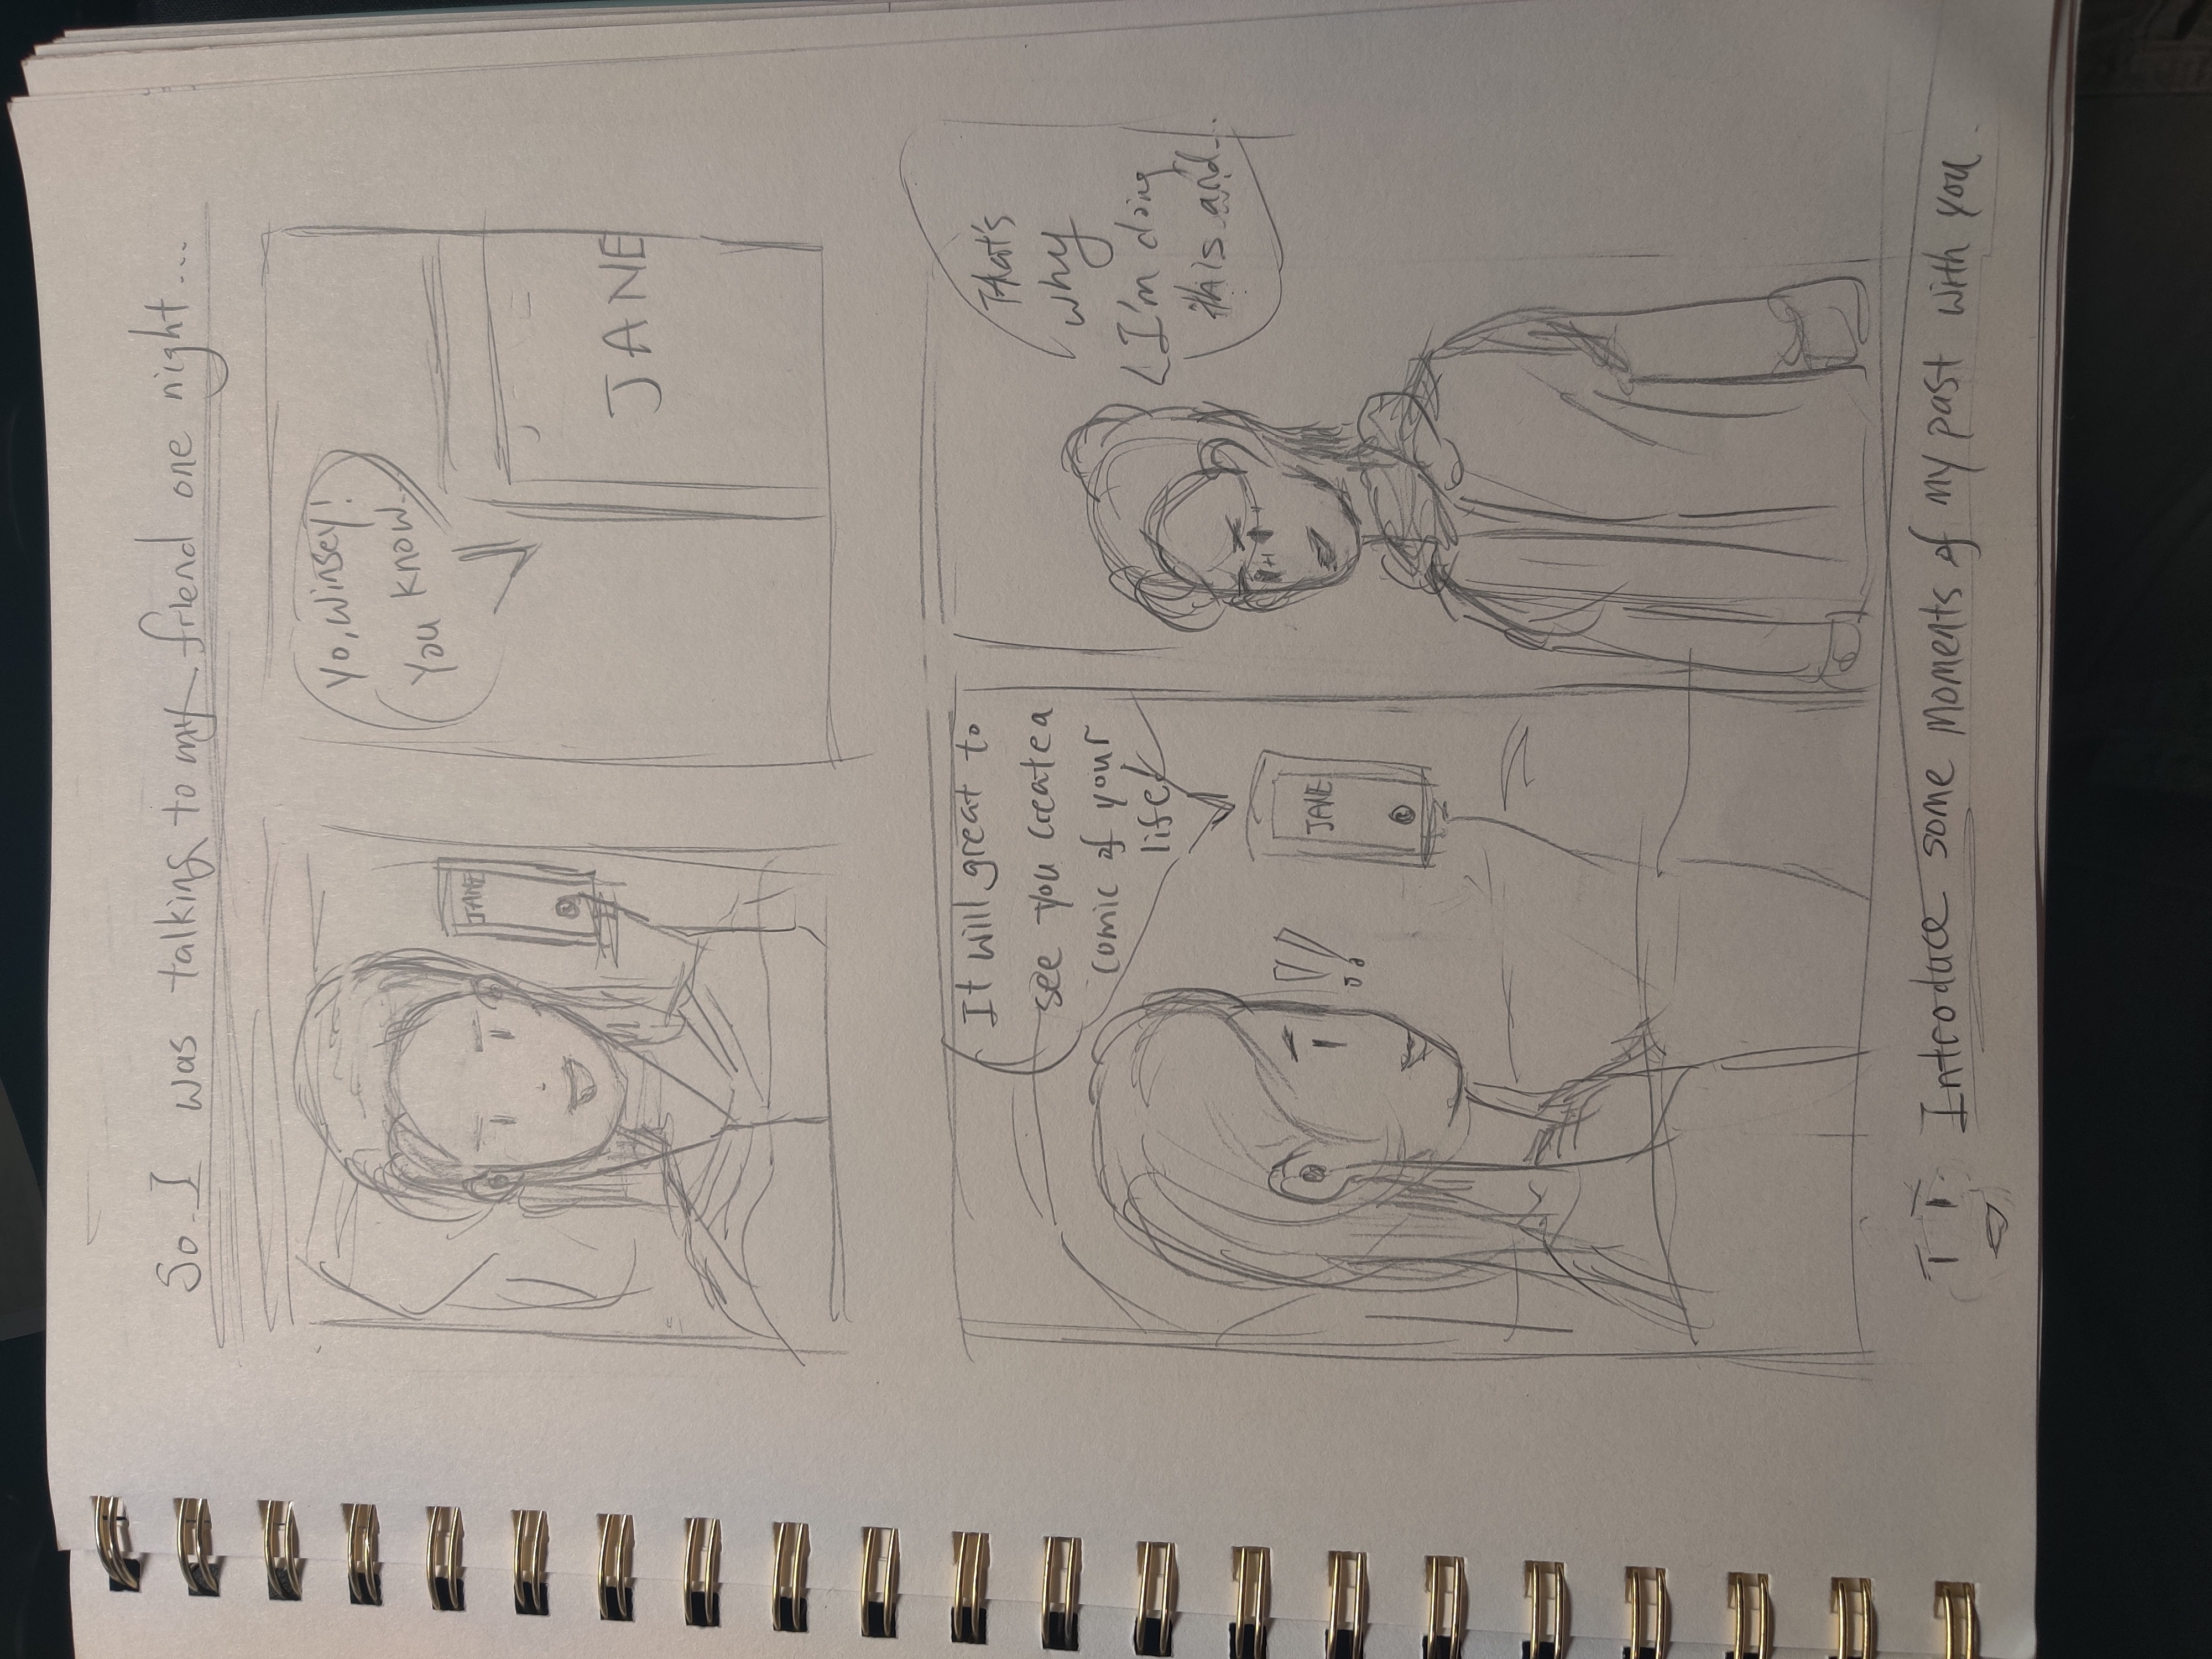 So I was talking to my friend one night...
JANE
Yo, Winsey!
You know...
JANE
It will great to
see you create a
comic of your
life!
!!
JANE
That's
why
I'm doing
this and...
Introduce some moments of my past with you.